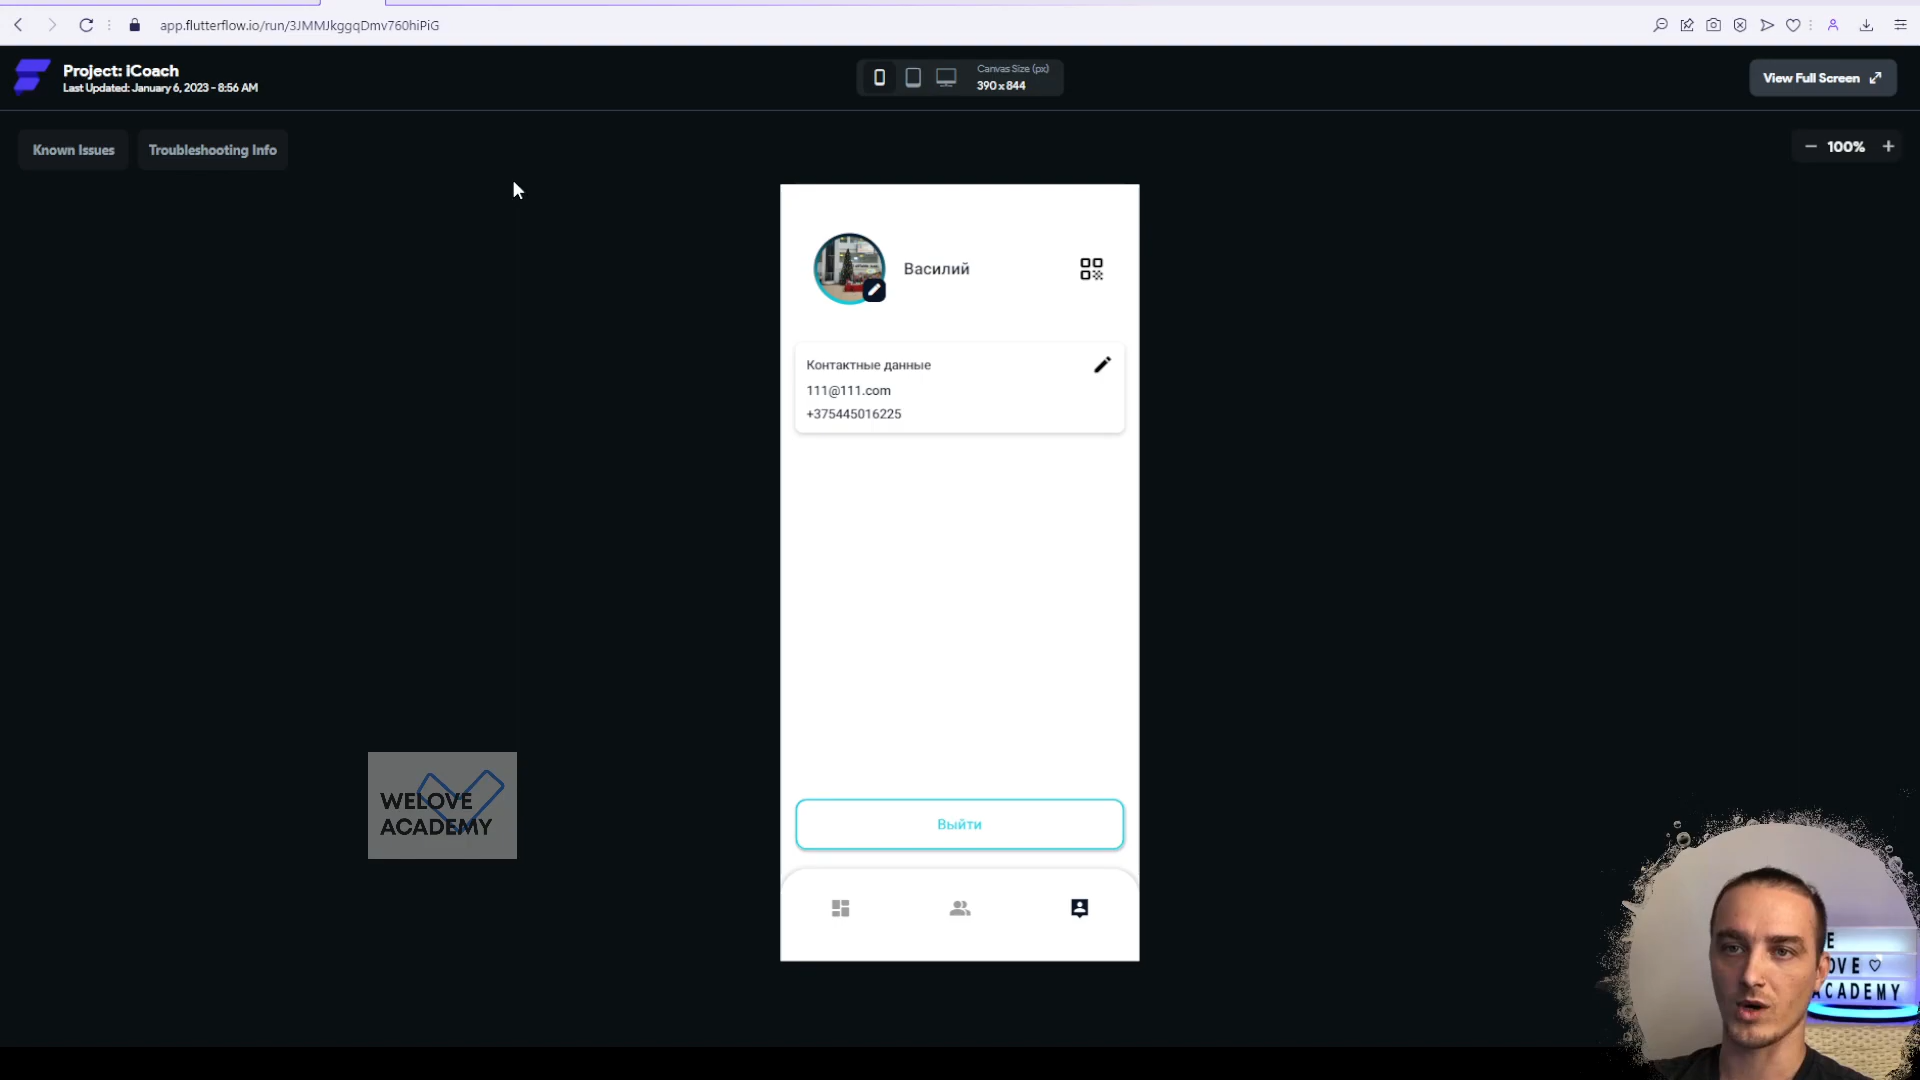 app.flutterflow.io/run/3JMMJkggqDmv760hiPiG
Project: iCoach
Last Updated: January 6, 2023 - 8:56 AM
Canvas Size (px)
390 x 844
View Full Screen
Known Issues
Troubleshooting Info
100%
Василий
Контактные данные
111@111.com
+375445016225
Выйти
WELOVE
ACADEMY
ACADEMY